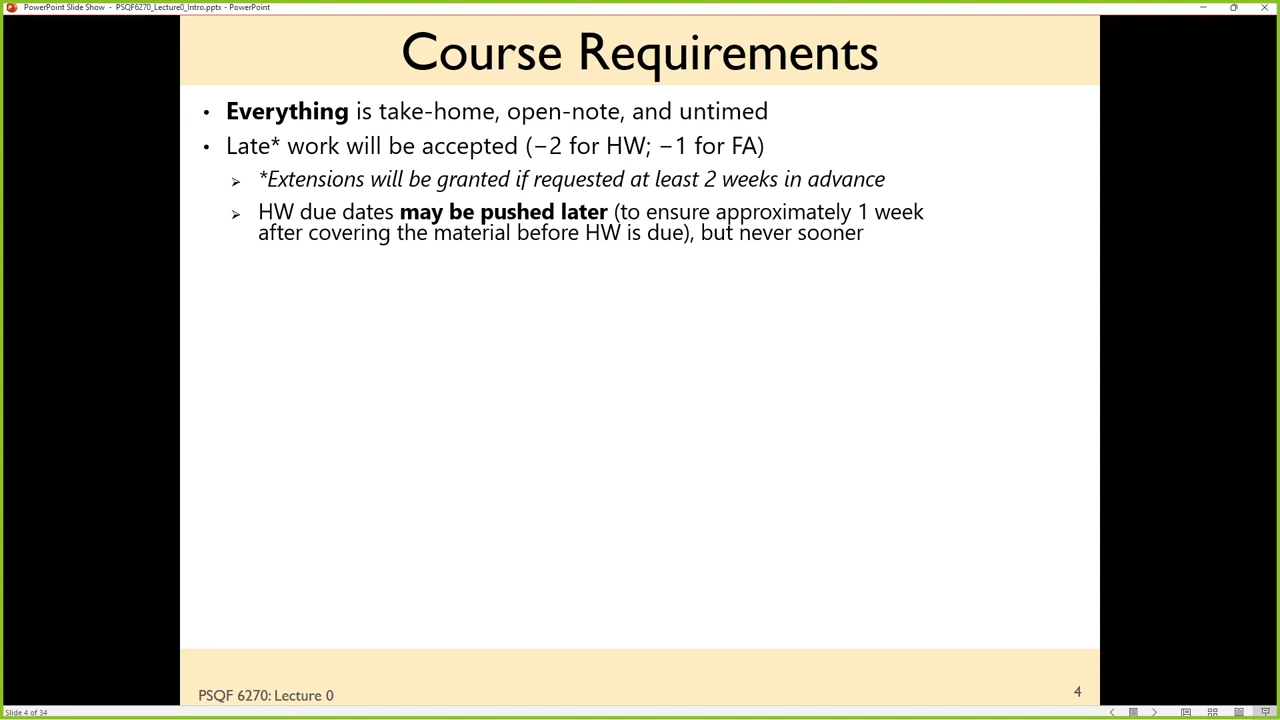 PowerPoint Slide Show - PSQF6270_Lecture0_Intro.pptx - PowerPoint
Course Requirements
• Everything is take-home, open-note, and untimed
• Late* work will be accepted (−2 for HW; −1 for FA)
➢ *Extensions will be granted if requested at least 2 weeks in advance
➢ HW due dates may be pushed later (to ensure approximately 1 week
after covering the material before HW is due), but never sooner
PSQF 6270: Lecture 0
4
Slide 4 of 34